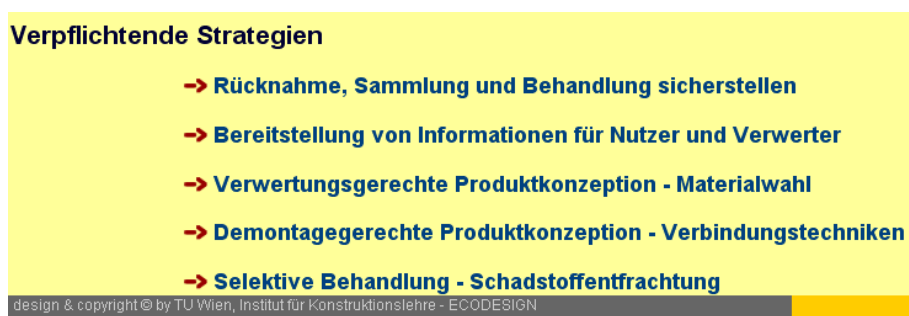 Verpflichtende Strategien
-> Rücknahme, Sammlung und Behandlung sicherstellen
-> Bereitstellung von Informationen für Nutzer und Verwerter
-> Verwertungsgerechte Produktkonzeption - Materialwahl
-> Demontagegerechte Produktkonzeption - Verbindungstechniken
-> Selektive Behandlung - Schadstoffentfrachtung
design & copyright © by TU Wien, Institut für Konstruktionslehre - ECODESIGN